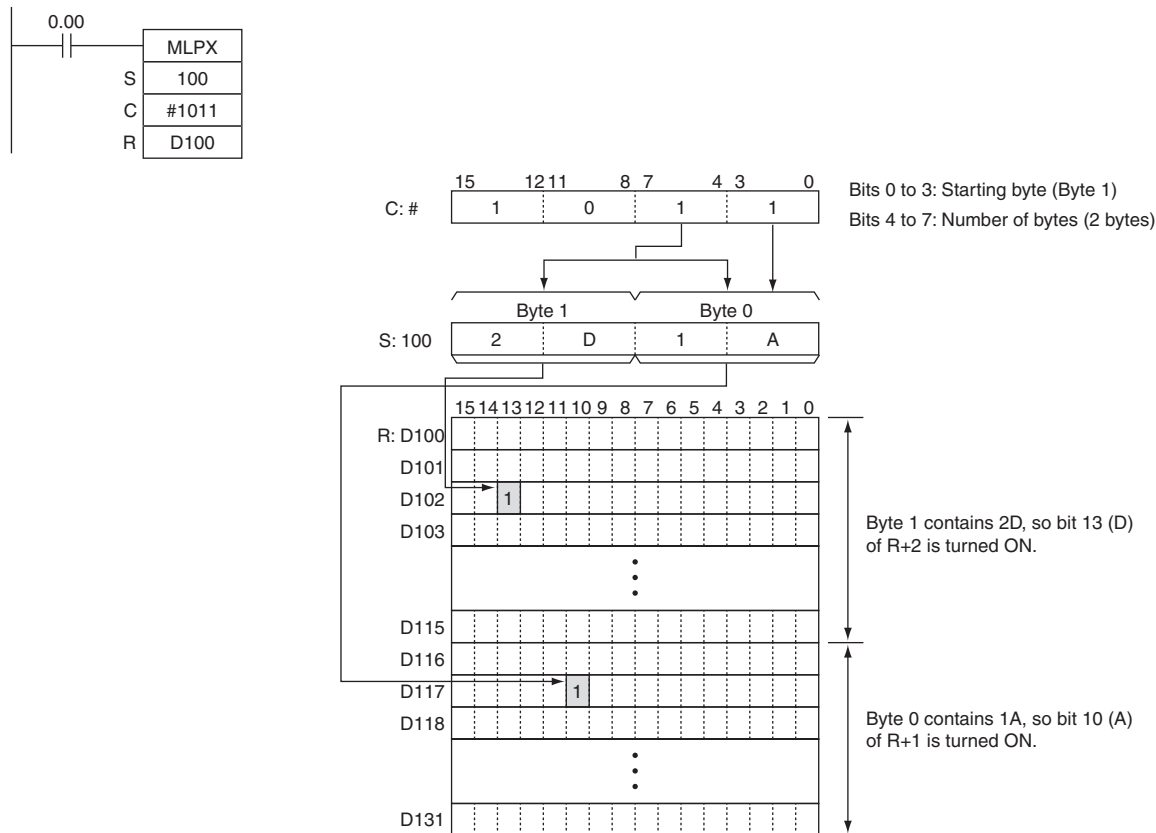 0.00
MLPX
S 100
C #1011
R D100
15 12 11 8 7 4 3 0
C: # 1 0 1 1
Bits 0 to 3: Starting byte (Byte 1)
Bits 4 to 7: Number of bytes (2 bytes)
Byte 1 Byte 0
S: 100 2 D 1 A
15 14 13 12 11 10 9 8 7 6 5 4 3 2 1 0
R: D100
D101
D102 1
D103
Byte 1 contains 2D, so bit 13 (D)
of R+2 is turned ON.
D115
D116
D117 1
D118
Byte 0 contains 1A, so bit 10 (A)
of R+1 is turned ON.
D131